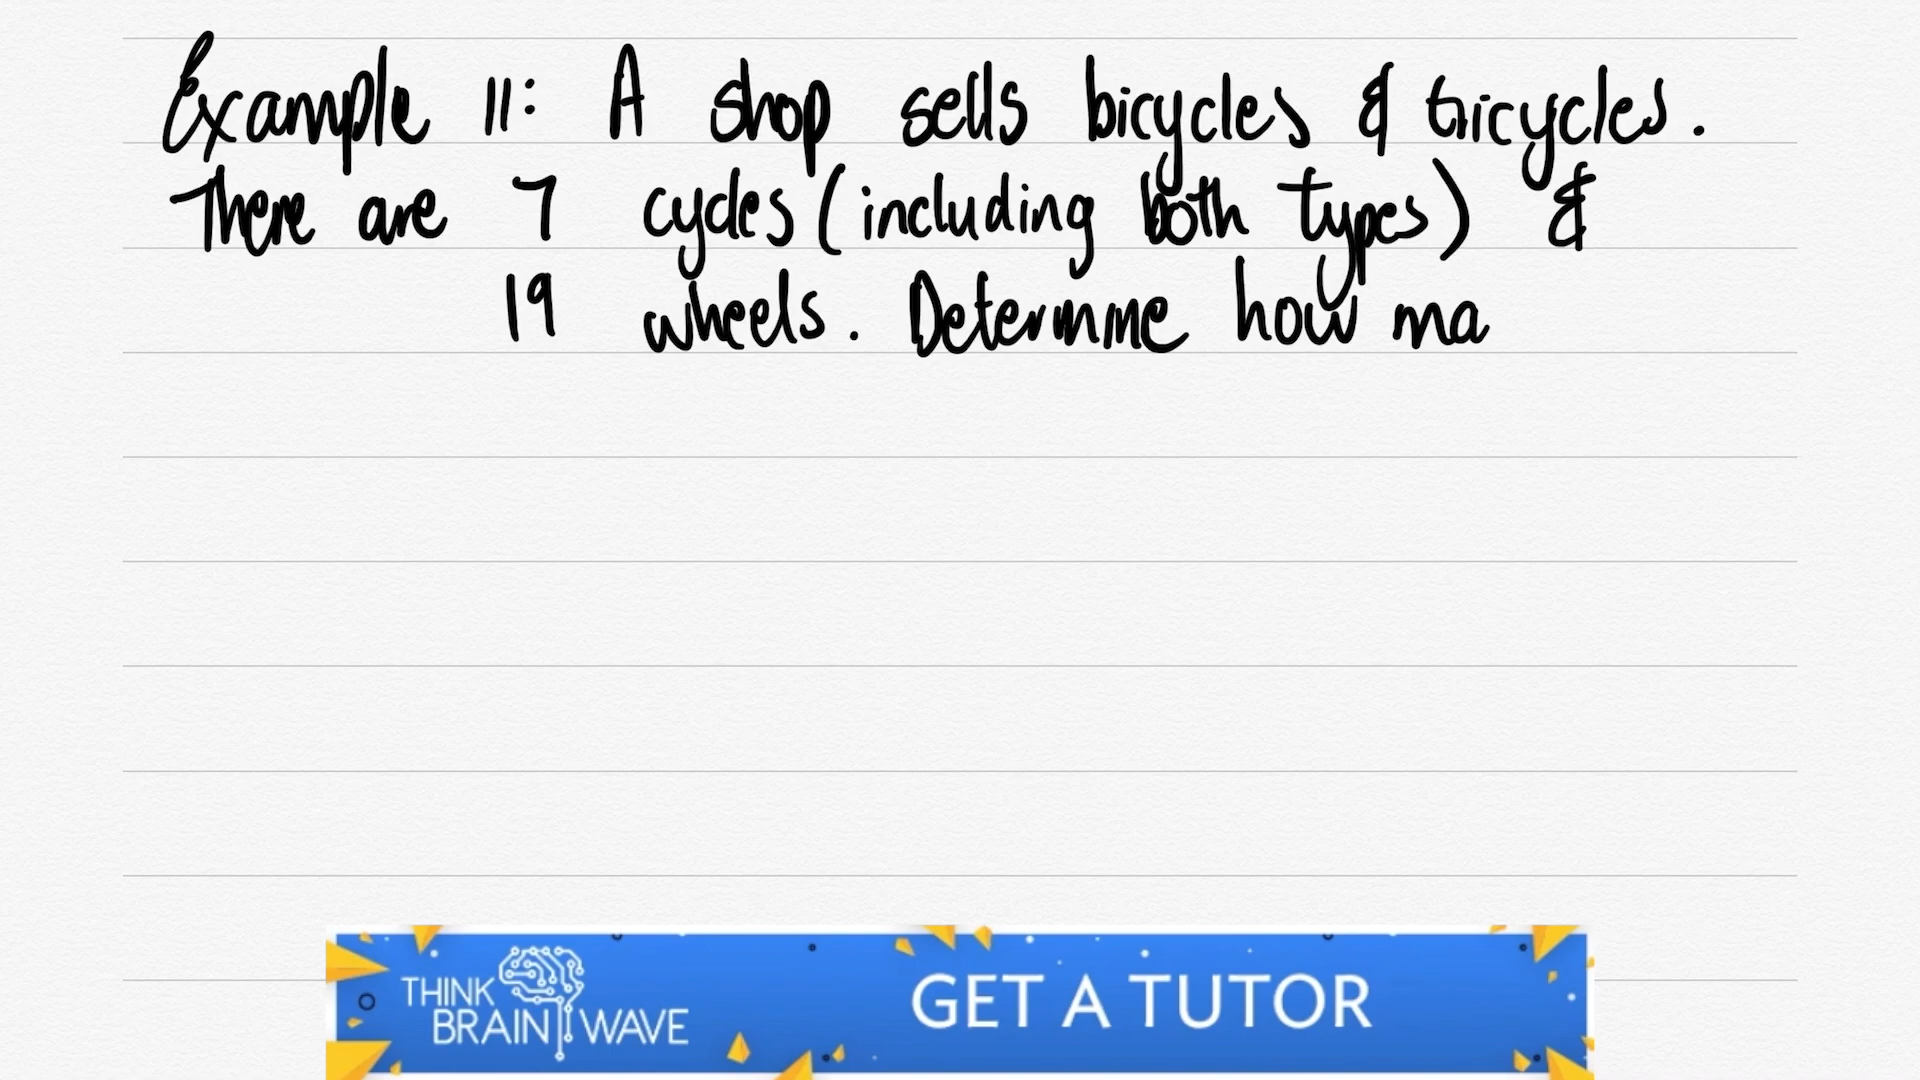 Example 11: A shop sells bicycles & tricycles.
There are 7 cycles (including both types) &
19 wheels. Determine how ma
THINK
BRAIN WAVE
GET A TUTOR